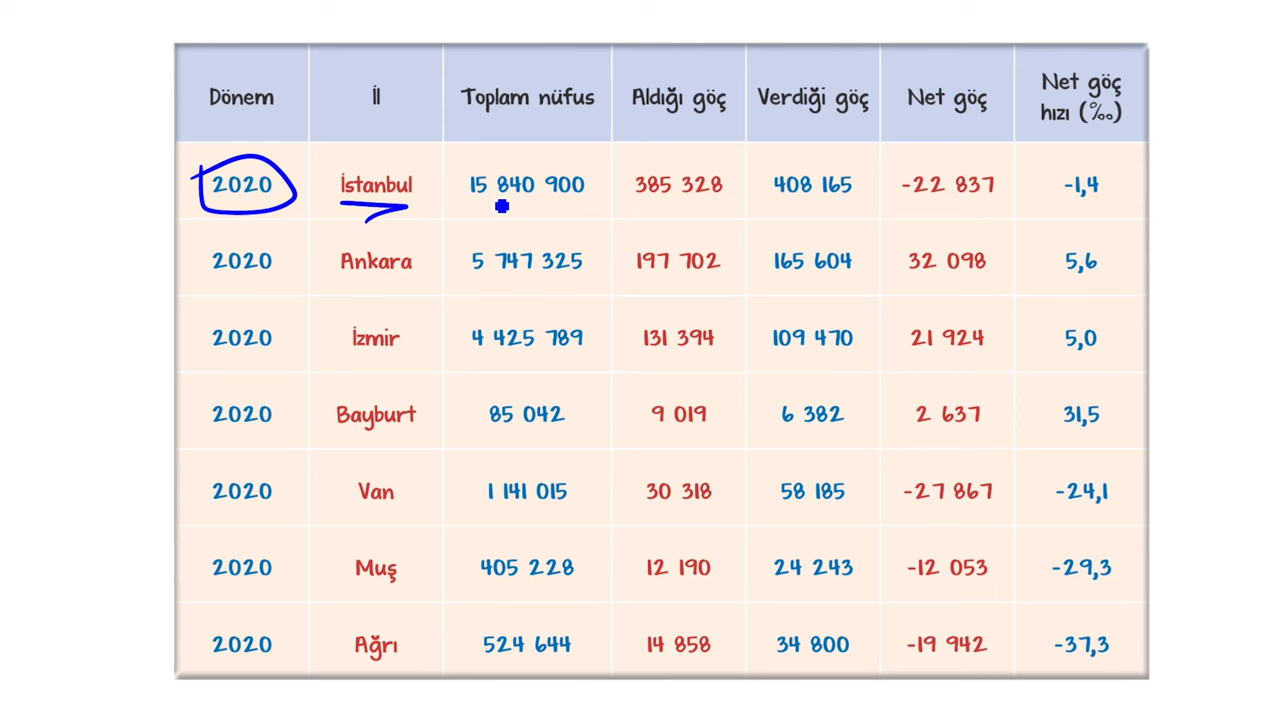 Dönem İl Toplam nüfus Aldığı göç Verdiği göç Net göç Net göç hızı (‰)
2020 İstanbul 15 840 900 385 328 408 165 -22 837 -1,4
2020 Ankara 5 747 325 197 702 165 604 32 098 5,6
2020 İzmir 4 425 789 131 394 109 470 21 924 5,0
2020 Bayburt 85 042 9 019 6 382 2 637 31,5
2020 Van 1 141 015 30 318 58 185 -27 867 -24,1
2020 Muş 405 228 12 190 24 243 -12 053 -29,3
2020 Ağrı 524 644 14 858 34 800 -19 942 -37,3